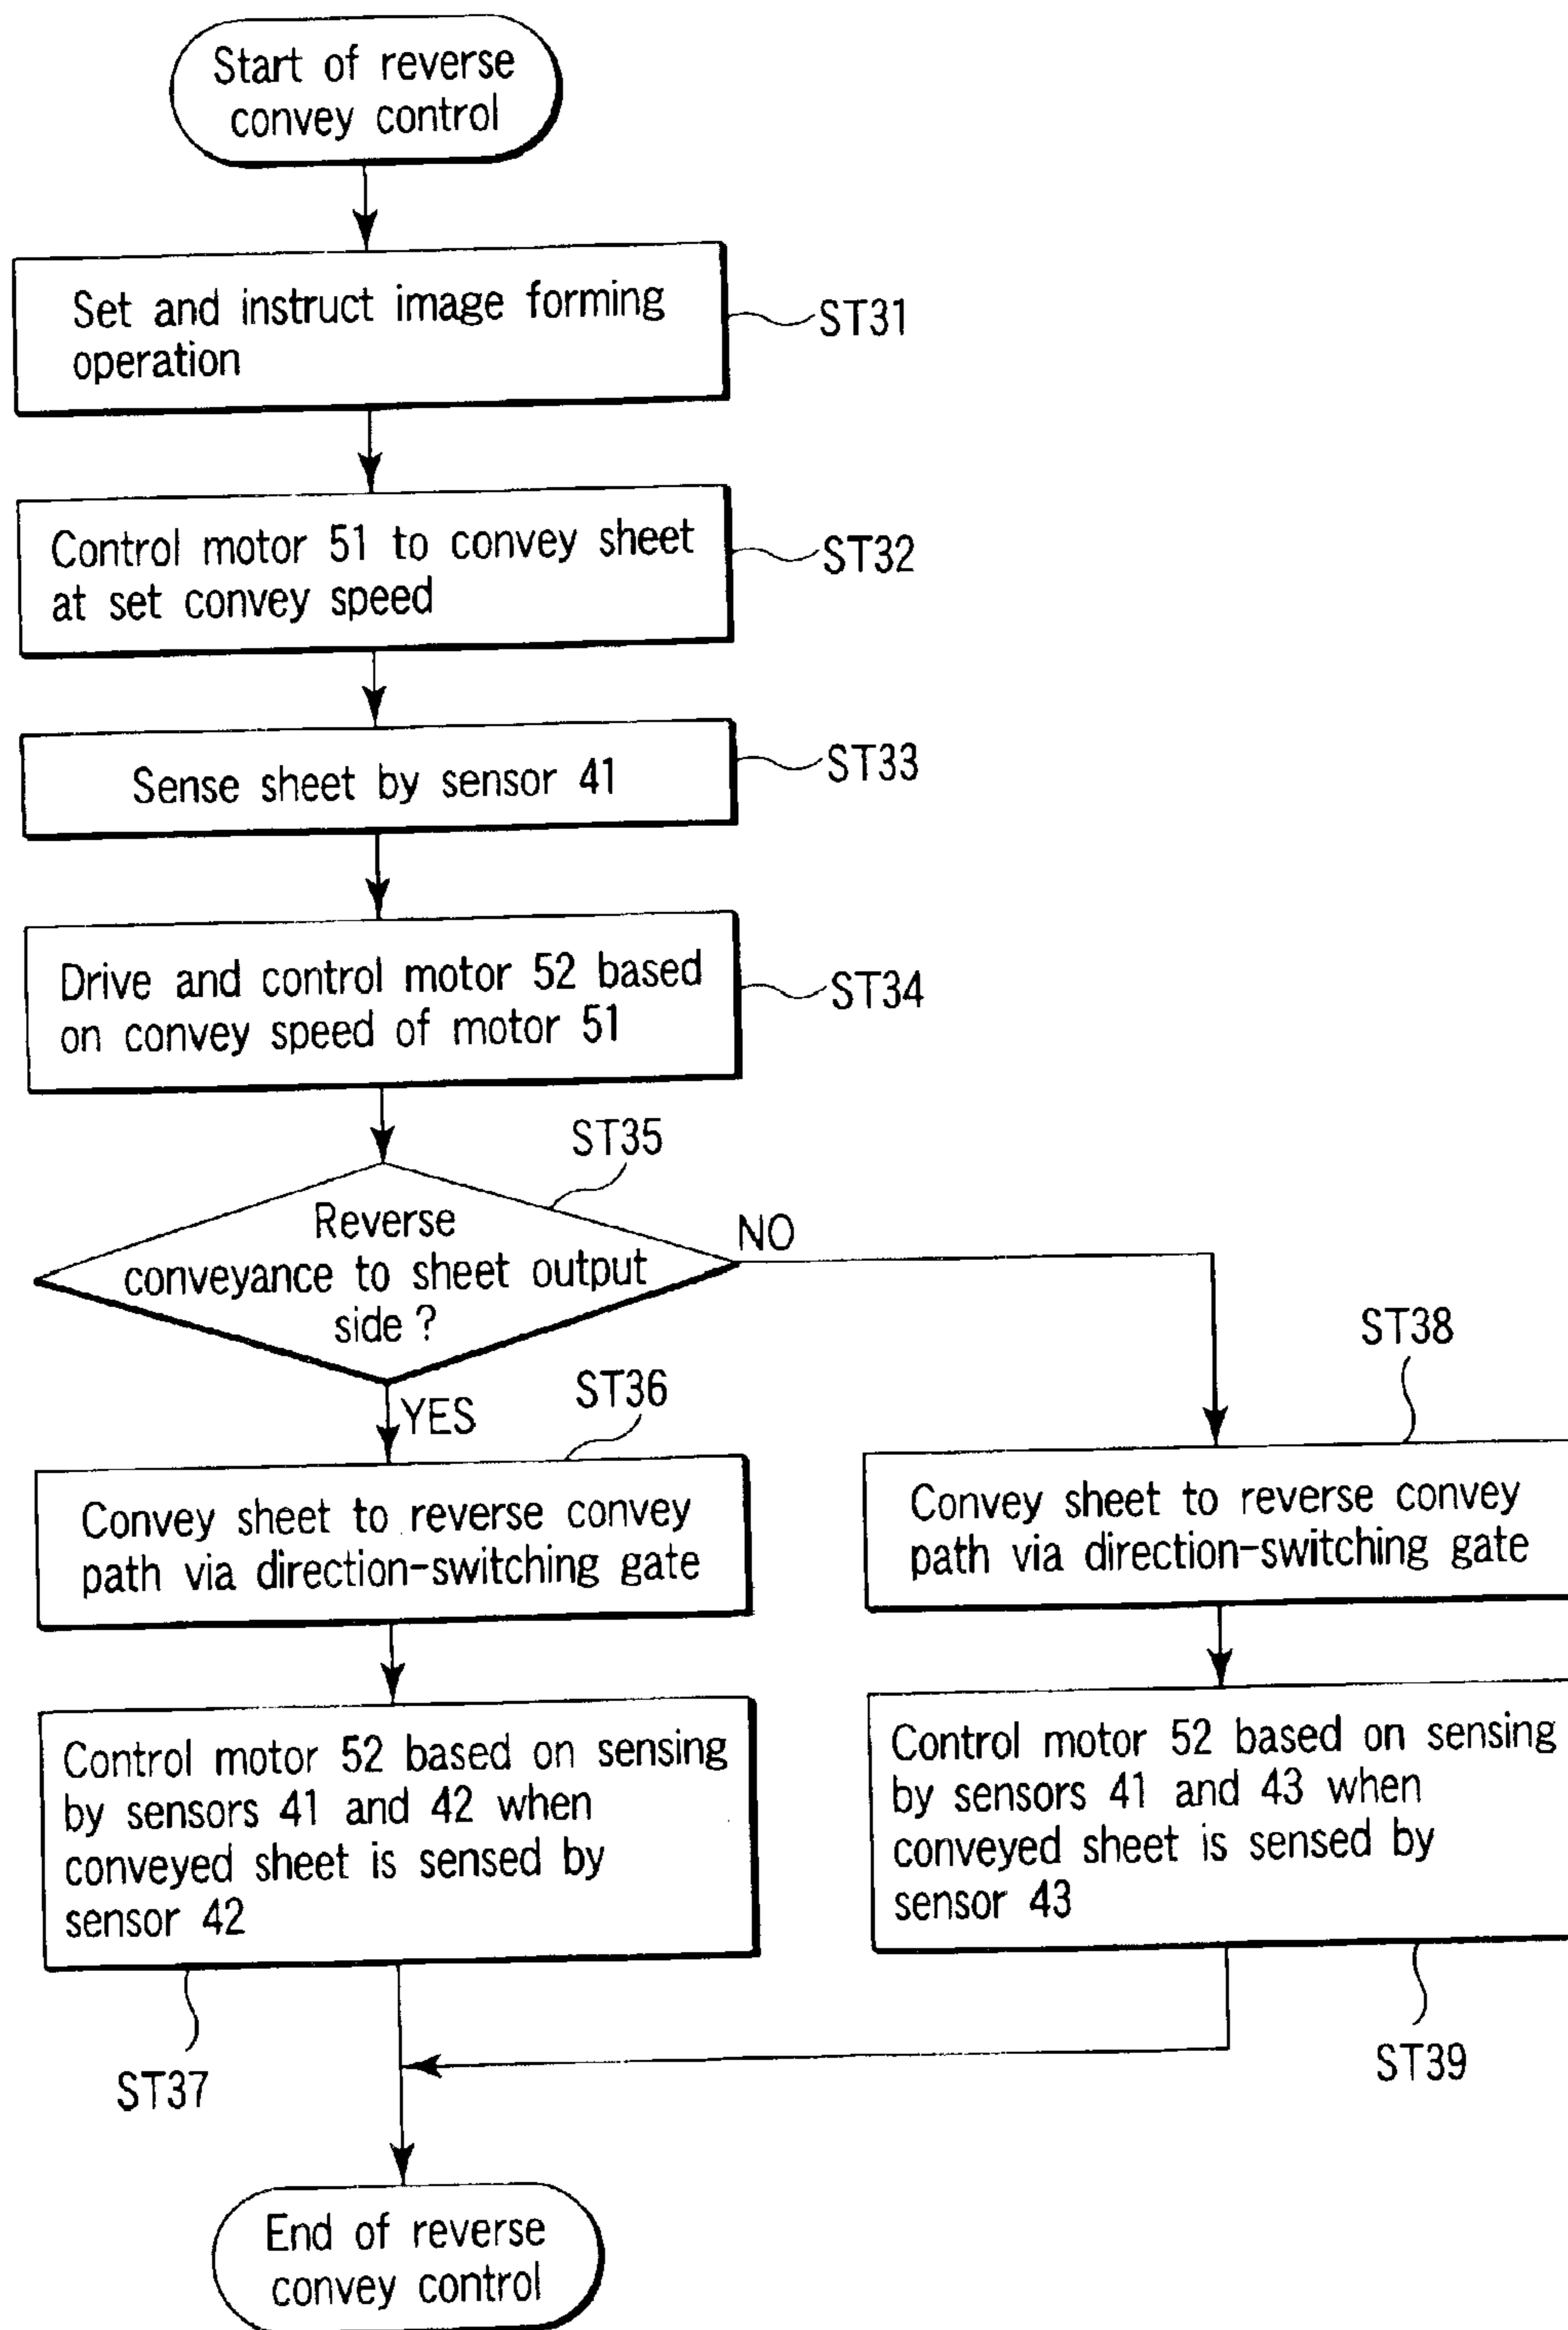 Start of reverse
convey control
Set and instruct image forming
operation
ST31
Control motor 51 to convey sheet
at set convey speed
ST32
Sense sheet by sensor 41
ST33
Drive and control motor 52 based
on convey speed of motor 51
ST34
ST35
Reverse
conveyance to sheet output
side ?
NO
YES
ST36
Convey sheet to reverse convey
path via direction-switching gate
Control motor 52 based on sensing
by sensors 41 and 42 when
conveyed sheet is sensed by
sensor 42
ST37
ST38
Convey sheet to reverse convey
path via direction-switching gate
Control motor 52 based on sensing
by sensors 41 and 43 when
conveyed sheet is sensed by
sensor 43
ST39
End of reverse
convey control